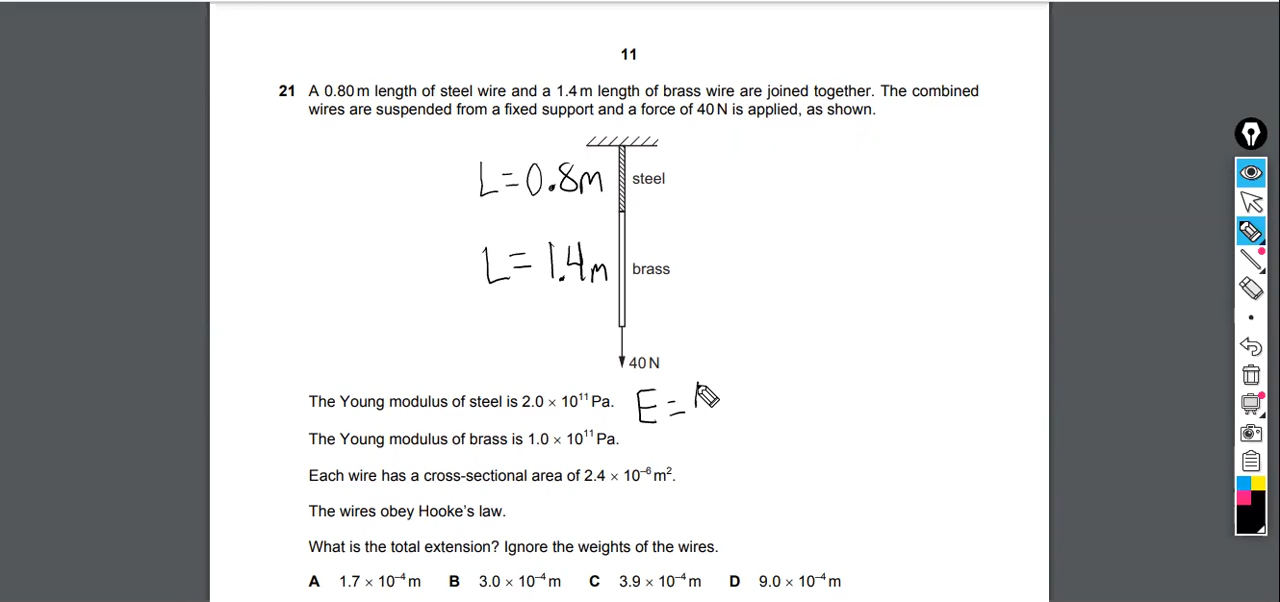 11
21 A 0.80 m length of steel wire and a 1.4 m length of brass wire are joined together. The combined
wires are suspended from a fixed support and a force of 40 N is applied, as shown.
L = 0.8m steel
L = 1.4m brass
40 N
The Young modulus of steel is 2.0 × 10¹¹ Pa. E =
The Young modulus of brass is 1.0 × 10¹¹ Pa.
Each wire has a cross-sectional area of 2.4 × 10⁻⁶ m².
The wires obey Hooke's law.
What is the total extension? Ignore the weights of the wires.
A 1.7 × 10⁻⁴ m B 3.0 × 10⁻⁴ m C 3.9 × 10⁻⁴ m D 9.0 × 10⁻⁴ m